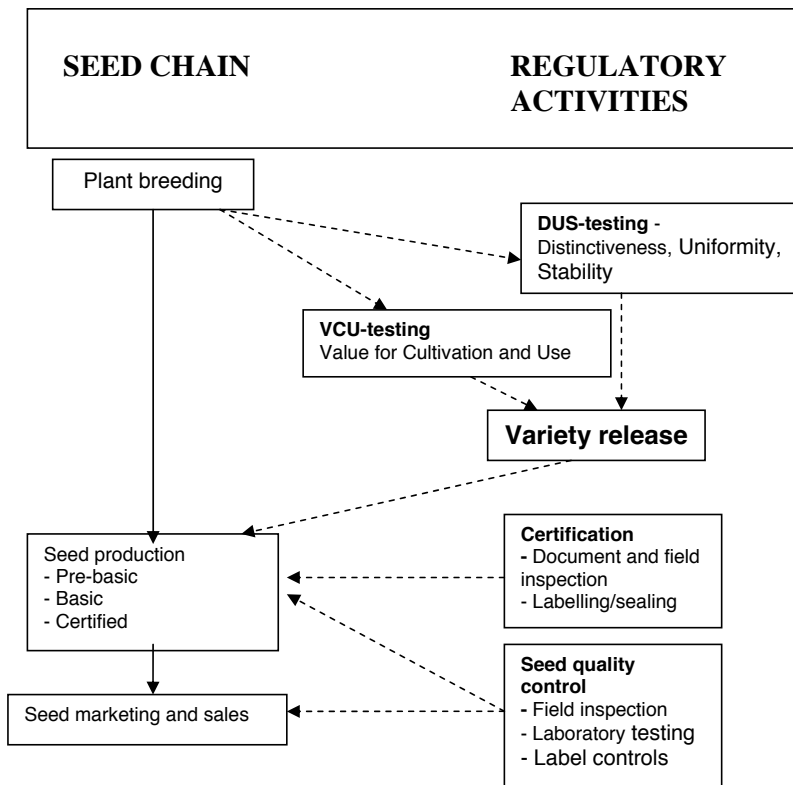 SEED CHAIN
REGULATORY
ACTIVITIES
Plant breeding
DUS-testing -
Distinctiveness, Uniformity,
Stability
VCU-testing
Value for Cultivation and Use
Variety release
Seed production
- Pre-basic
- Basic
- Certified
Certification
- Document and field
inspection
- Labelling/sealing
Seed marketing and sales
Seed quality
control
- Field inspection
- Laboratory testing
- Label controls